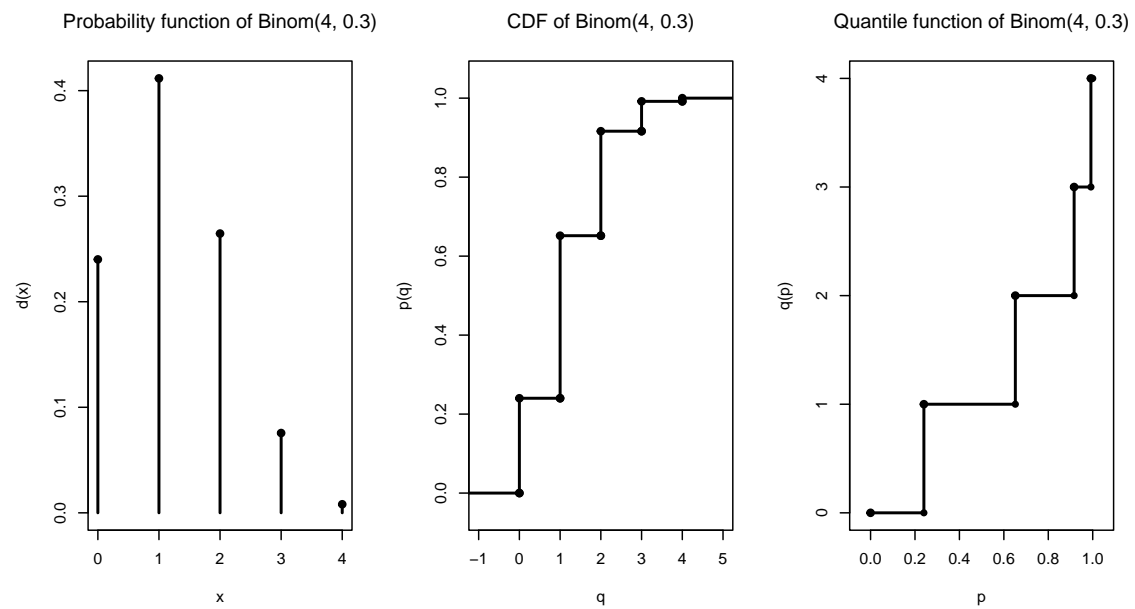 Probability function of Binom(4, 0.3)
d(x)
0.4
0.3
0.2
0.1
0.0
0 1 2 3 4
x
CDF of Binom(4, 0.3)
p(q)
1.0
0.8
0.6
0.4
0.2
0.0
−1 0 1 2 3 4 5
q
Quantile function of Binom(4, 0.3)
q(p)
4
3
2
1
0
0.0 0.2 0.4 0.6 0.8 1.0
p